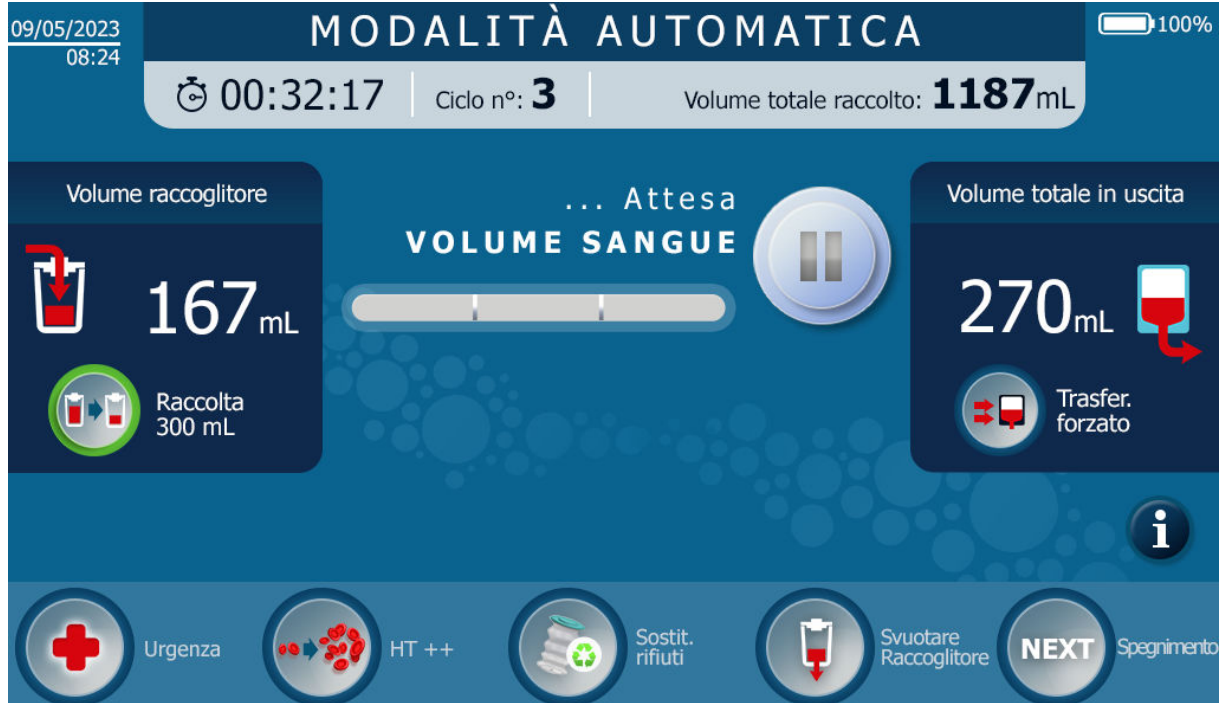 09/05/2023
08:24
MODALITÀ AUTOMATICA
100%
00:32:17
Ciclo n°: 3
Volume totale raccolto: 1187mL
Volume raccoglitore
167mL
Raccolta
300 mL
... Attesa
VOLUME SANGUE
Volume totale in uscita
270mL
Trasfer.
forzato
i
Urgenza
HT ++
Sostit.
rifiuti
Svuotare
Raccoglitore
NEXT
Spegnimento